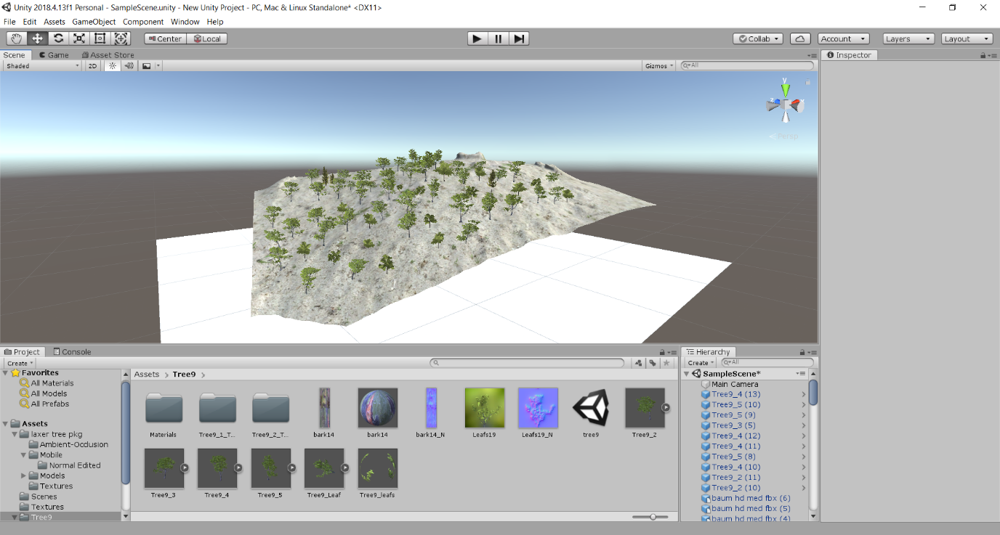 Unity 2018.4.13f1 Personal - SampleScene.unity - New Unity Project - PC, Mac & Linux Standalone* <DX11>
File Edit Assets GameObject Component Window Help
Center Local Collab Account Layers Layout
Scene Game Asset Store Inspector
Shaded 2D Gizmos All
y
z x
Persp
Project Console Hierarchy
Create Create All
Favorites Assets > Tree9 > SampleScene*
All Materials Main Camera
All Models Tree9_4 (13)
All Prefabs Tree9_5 (10)
Tree9_5 (9)
Assets Tree9_3 (5)
laxer tree pkg Materials Tree9_1_T... Tree9_2_T... bark14 bark14 bark14_N Leafs19 Leafs19_N tree9 Tree9_2 Tree9_4 (12)
Ambient-Occlusion Tree9_4 (11)
Mobile Tree9_5 (8)
Normal Edited Tree9_4 (10)
Models Tree9_2 (11)
Textures Tree9_2 (10)
Scenes Tree9_3 Tree9_4 Tree9_5 Tree9_Leaf Tree9_leafs baum hd med fbx (6)
Textures baum hd med fbx (5)
Tree9 baum hd med fbx (4)